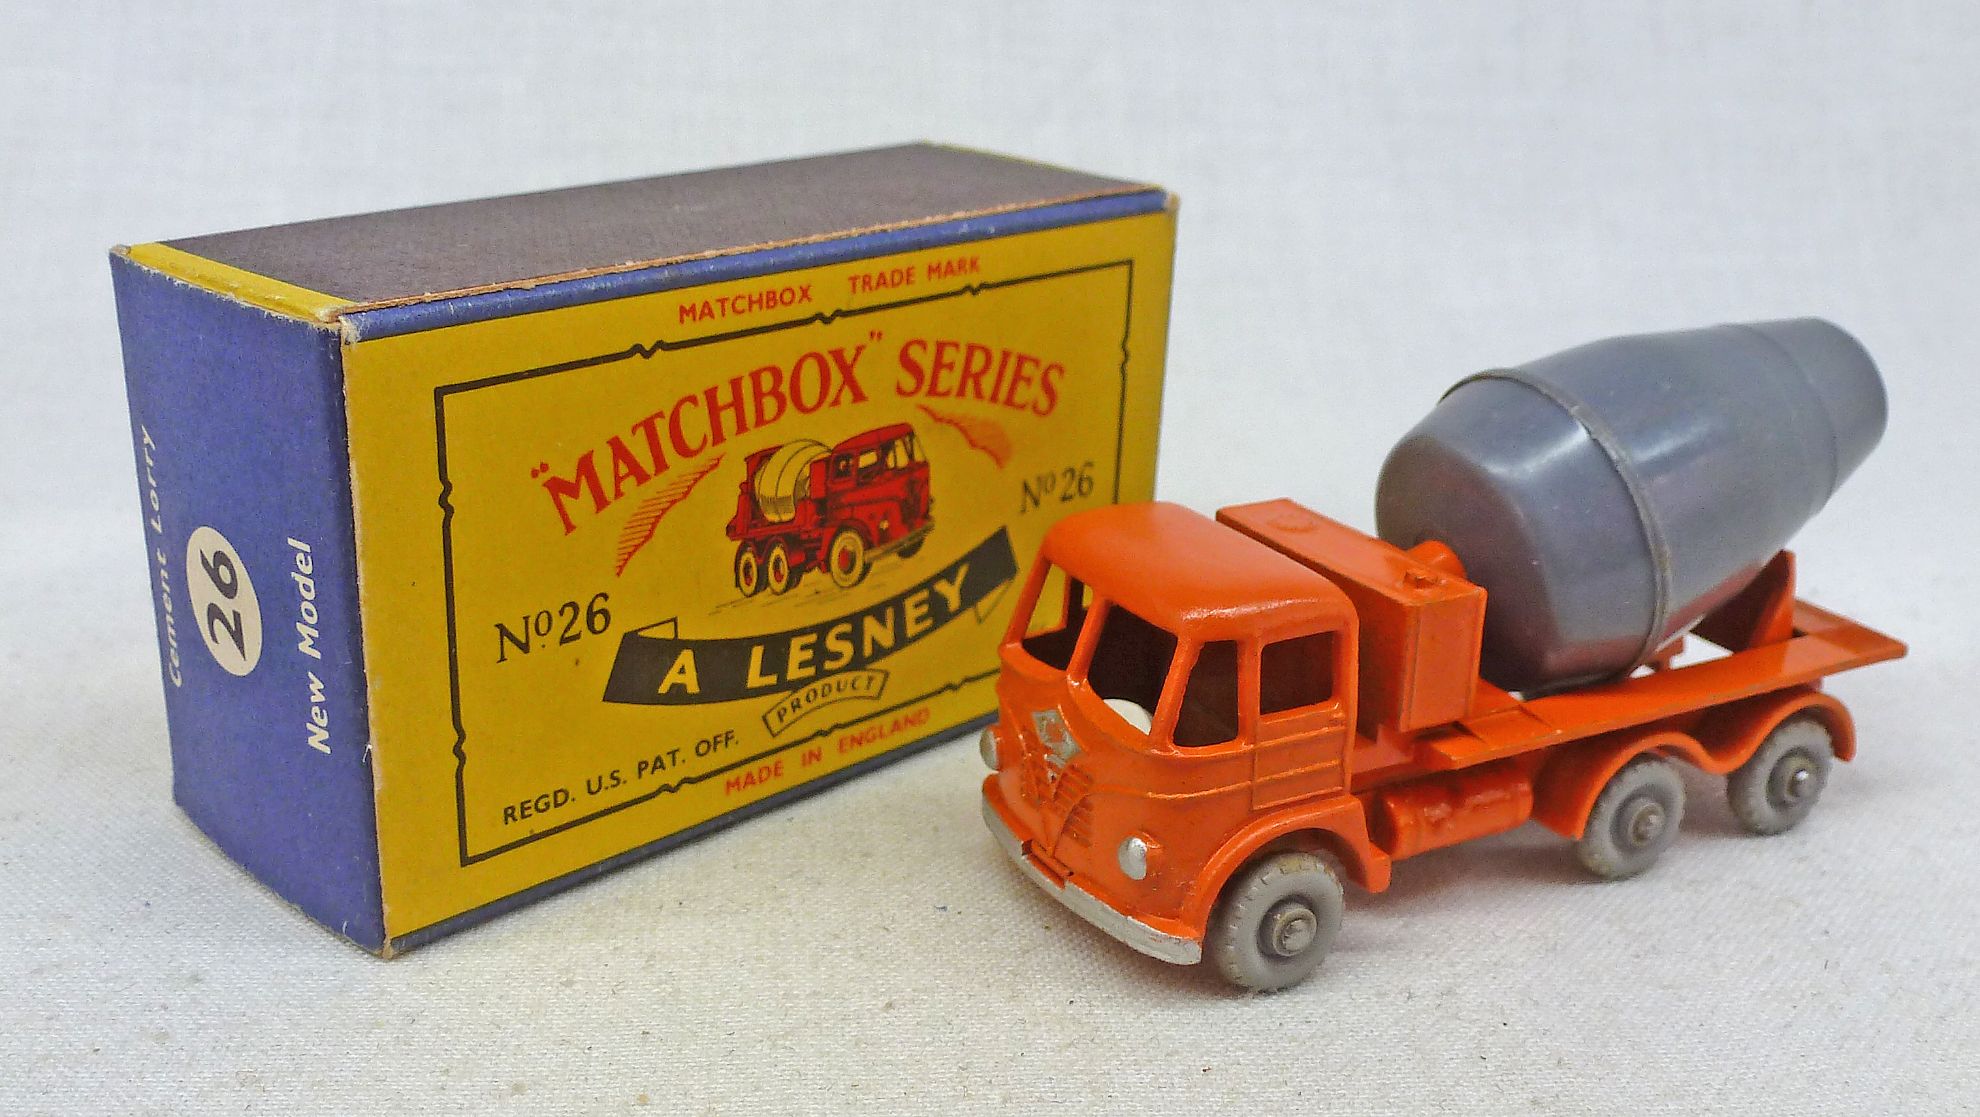 Cement Lorry
26
New Model
MATCHBOX TRADE MARK
"MATCHBOX" SERIES
No 26
No 26
A LESNEY
PRODUCT
REGD. U.S. PAT. OFF.
MADE IN ENGLAND